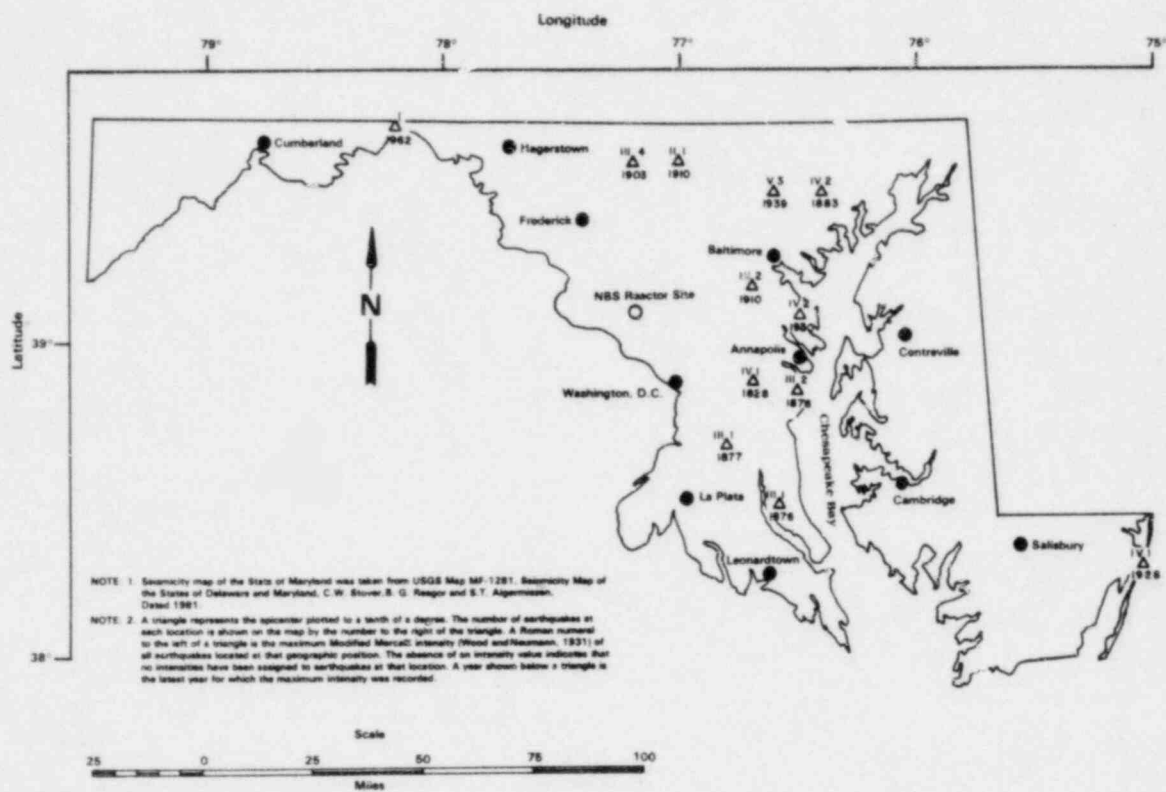 Longitude
79° 78° 77° 76° 75°
1962
Cumberland
Hagerstown
III 4
1903
II 1
1910
V 3
1939
IV 2
1883
Frederick
Baltimore
III 2
1910
N
NBS Reactor Site
IV 2
1930
Latitude
39°
Annapolis
Centreville
Washington, D.C.
IV 1
1828
III 2
1876
Chesapeake Bay
III 1
1877
La Plata
III 1
1876
Cambridge
Salisbury
IV 1
1928
Leonardtown
NOTE: 1. Seismicity map of the State of Maryland was taken from USGS Map MF-1281, Seismicity Map of
the States of Delaware and Maryland, C.W. Stover, B. G. Reagor and S.T. Algermissen,
Dated 1981.
NOTE: 2. A triangle represents the epicenter plotted to a tenth of a degree. The number of earthquakes at
each location is shown on the map by the number to the right of the triangle. A Roman numeral
to the left of a triangle is the maximum Modified Mercalli intensity (Wood and Neumann, 1931) of
all earthquakes located at that geographic position. The absence of an intensity value indicates that
no intensities have been assigned to earthquakes at that location. A year shown below a triangle is
the latest year for which the maximum intensity was recorded.
38°
Scale
25 0 25 50 75 100
Miles